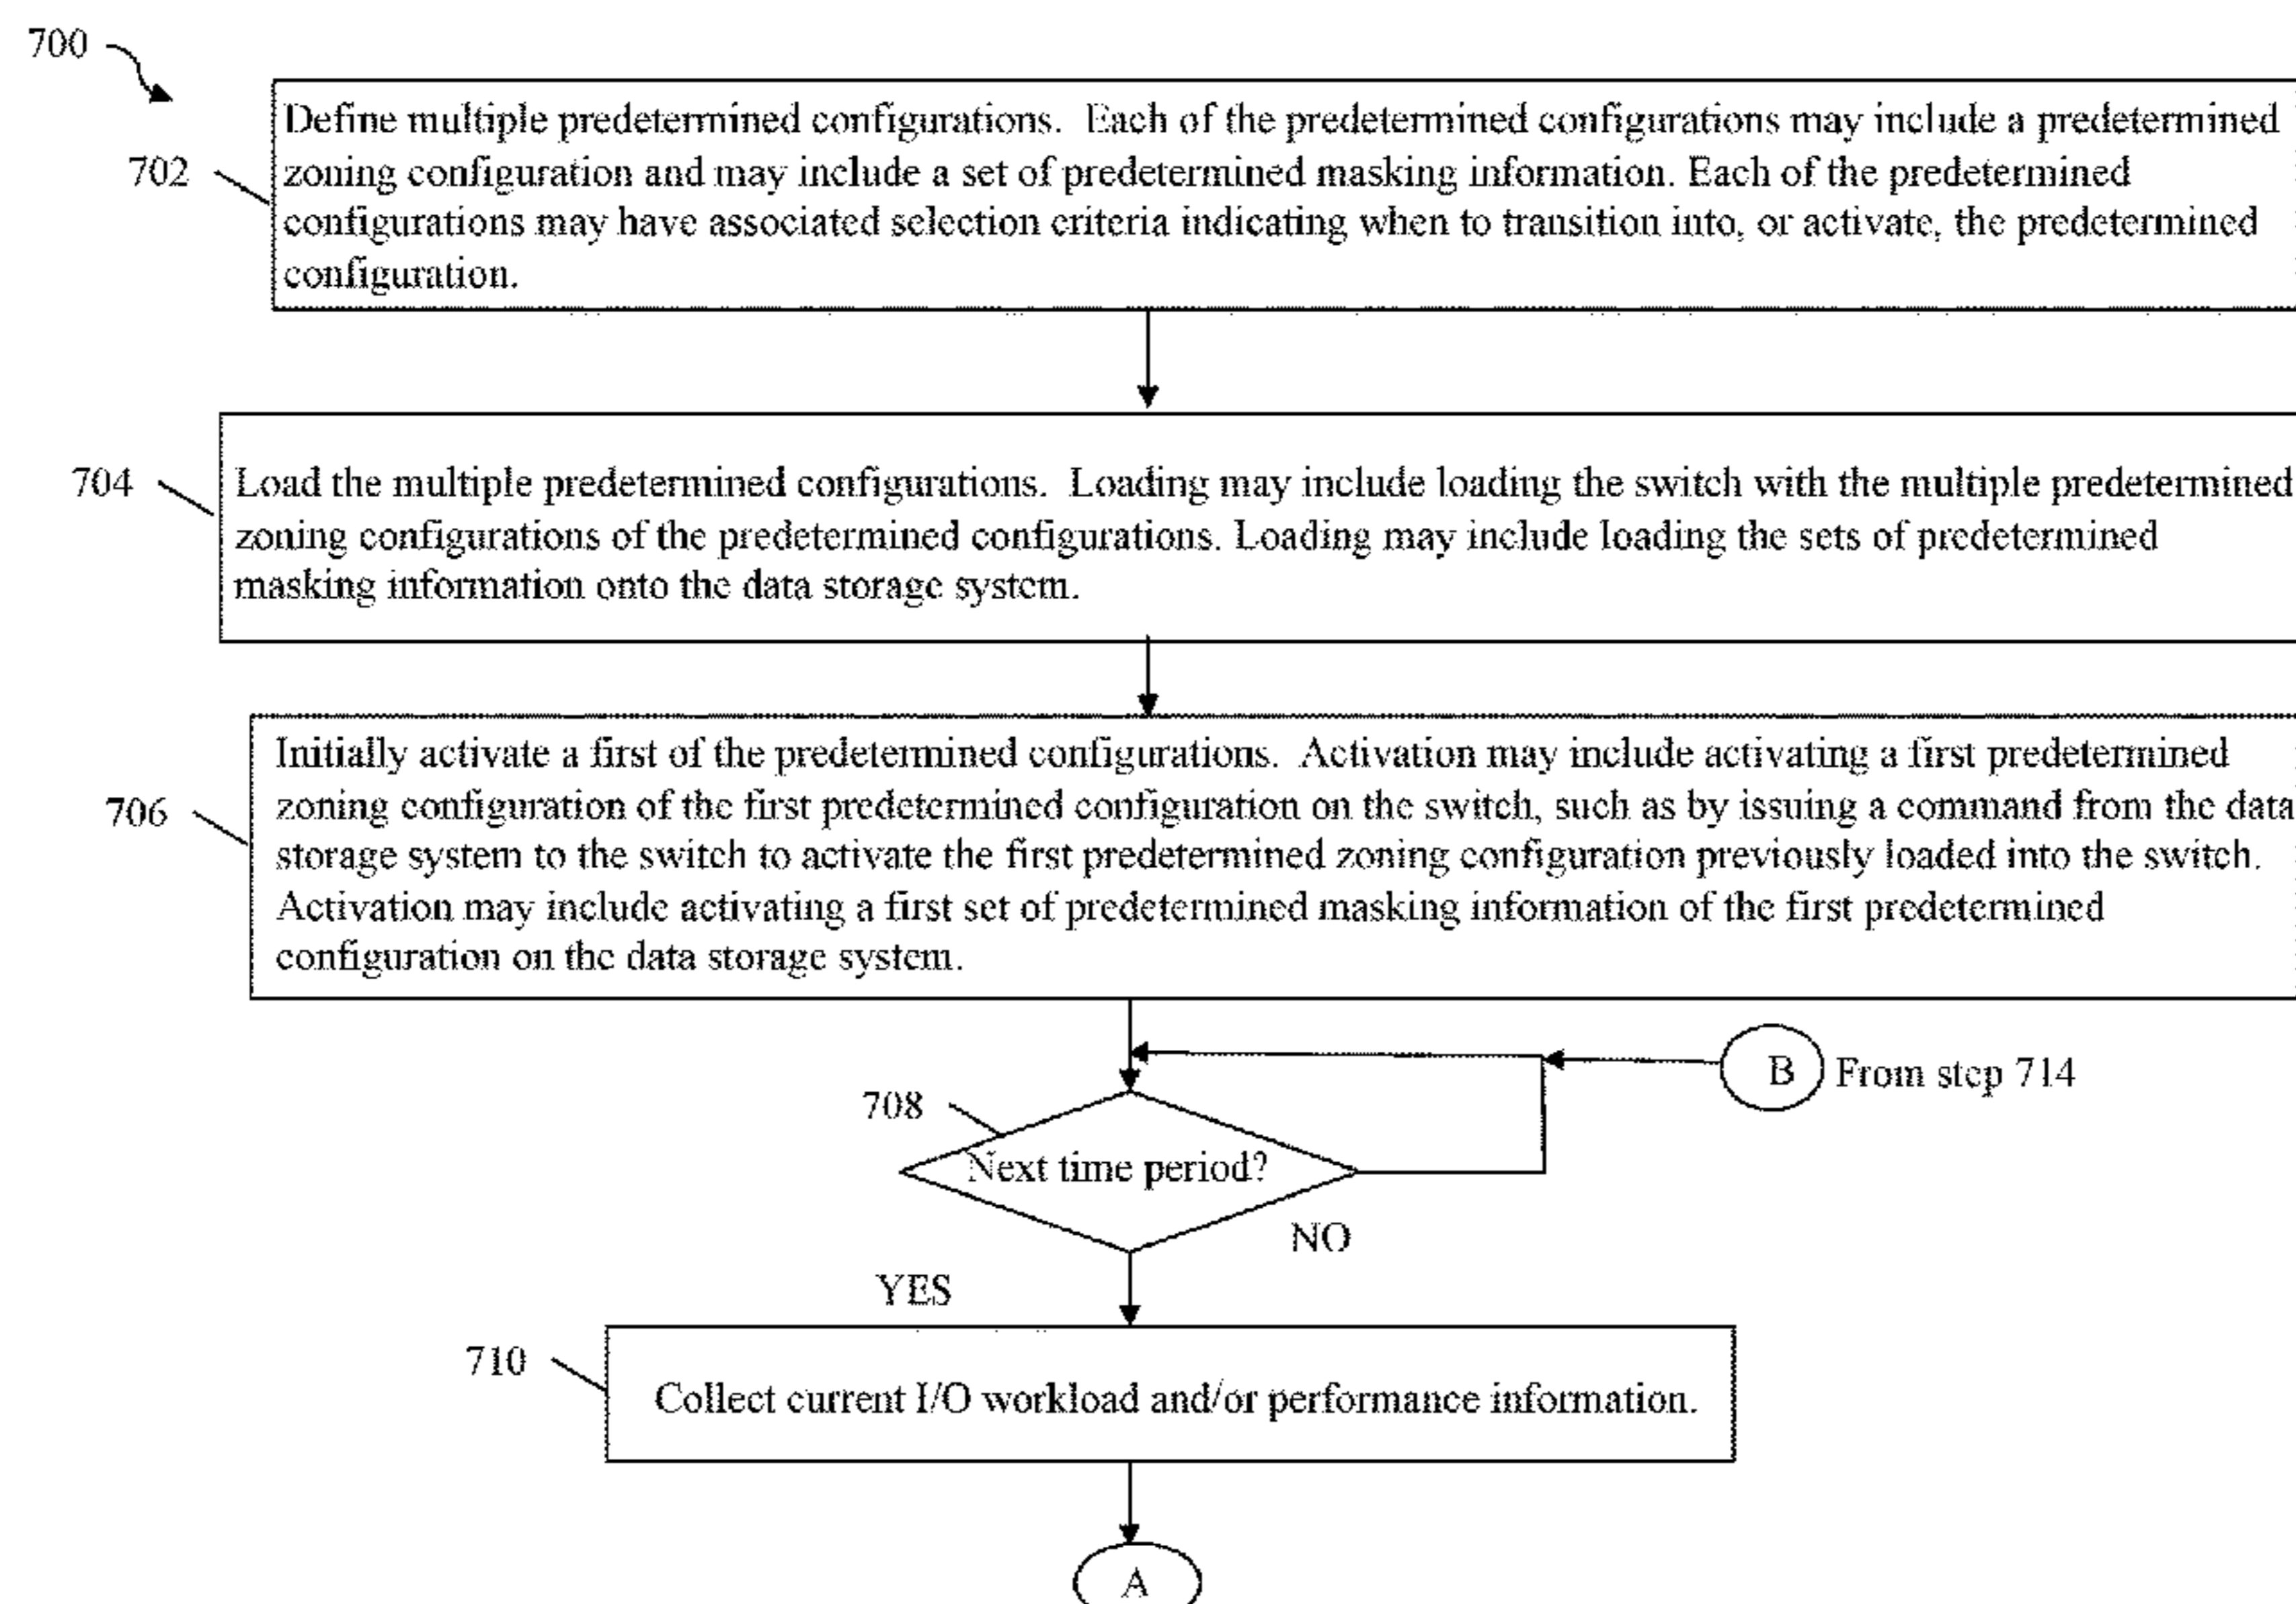 700
702
Define multiple predetermined configurations. Each of the predetermined configurations may include a predetermined
zoning configuration and may include a set of predetermined masking information. Each of the predetermined
configurations may have associated selection criteria indicating when to transition into, or activate, the predetermined
configuration.
704
Load the multiple predetermined configurations. Loading may include loading the switch with the multiple predetermined
zoning configurations of the predetermined configurations. Loading may include loading the sets of predetermined
masking information onto the data storage system.
706
Initially activate a first of the predetermined configurations. Activation may include activating a first predetermined
zoning configuration of the first predetermined configuration on the switch, such as by issuing a command from the data
storage system to the switch to activate the first predetermined zoning configuration previously loaded into the switch.
Activation may include activating a first set of predetermined masking information of the first predetermined
configuration on the data storage system.
B From step 714
708
Next time period?
NO
YES
710
Collect current I/O workload and/or performance information.
A